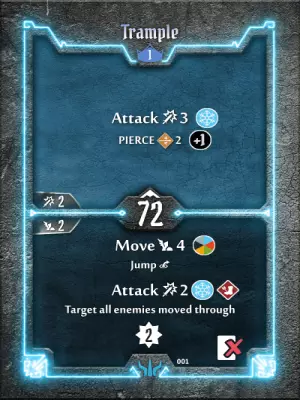 Trample
1
Attack 3
PIERCE 2 +1
2
72
2
Move 4
Jump
Attack 2
Target all enemies moved through
2
001